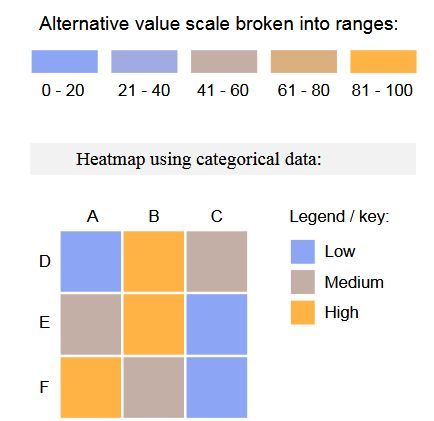 Alternative value scale broken into ranges:
0 - 20 21 - 40 41 - 60 61 - 80 81 - 100
Heatmap using categorical data:
A B C Legend / key:
D Low
Medium
E High
F